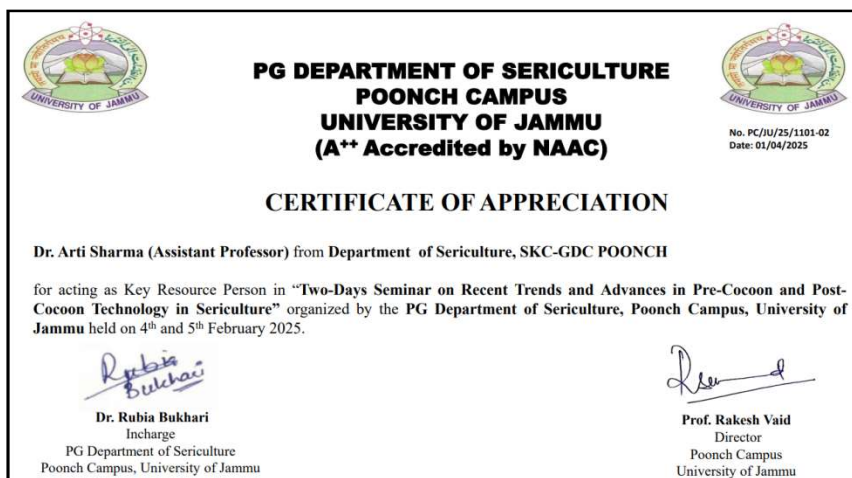 UNIVERSITY OF JAMMU
UNIVERSITY OF JAMMU
PG DEPARTMENT OF SERICULTURE
POONCH CAMPUS
UNIVERSITY OF JAMMU
(A++ Accredited by NAAC)
No. PC/JU/25/1101-02
Date: 01/04/2025
CERTIFICATE OF APPRECIATION
Dr. Arti Sharma (Assistant Professor) from Department of Sericulture, SKC-GDC POONCH
for acting as Key Resource Person in “Two-Days Seminar on Recent Trends and Advances in Pre-Cocoon and Post-
Cocoon Technology in Sericulture” organized by the PG Department of Sericulture, Poonch Campus, University of
Jammu held on 4th and 5th February 2025.
Rubia
Bukhari
Dr. Rubia Bukhari
Incharge
PG Department of Sericulture
Poonch Campus, University of Jammu
Prof. Rakesh Vaid
Director
Poonch Campus
University of Jammu